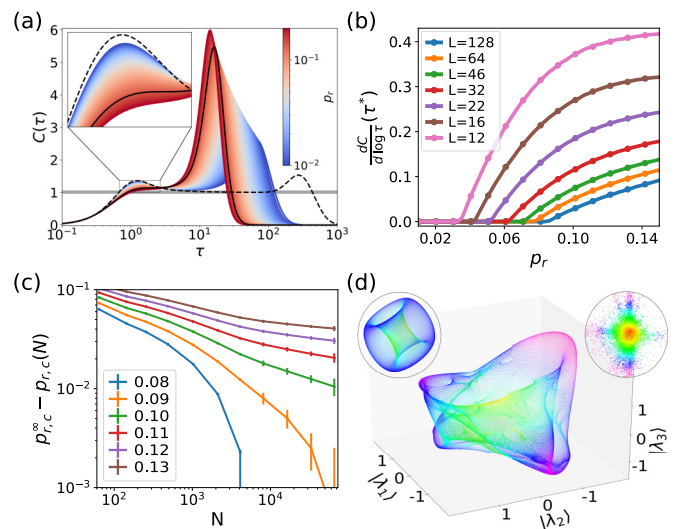 (a)
6
5
4
3
2
1
0
C(τ)
10⁻¹
10⁰
10¹
10²
10³
τ
10⁻¹
10⁻²
p_r
(b)
0.4
0.3
0.2
0.1
0.0
dC/d log τ (τ*)
L=128
L=64
L=46
L=32
L=22
L=16
L=12
0.02
0.06
0.10
0.14
p_r
(c)
10⁻¹
10⁻²
10⁻³
p^∞_{r,c} − p_{r,c}(N)
0.08
0.09
0.10
0.11
0.12
0.13
10²
10³
10⁴
N
(d)
1
0
-1
|λ₃⟩
-1
0
1
|λ₁⟩
1
0
-1
|λ₂⟩